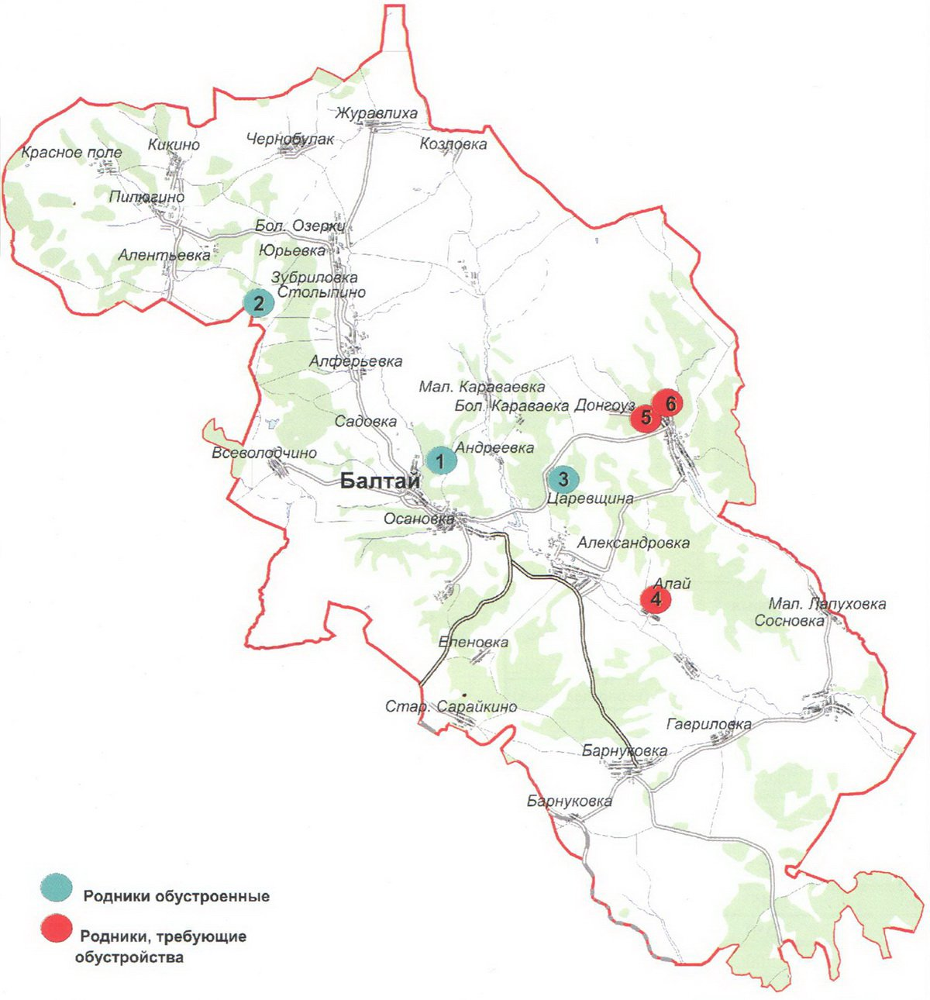 Журавлиха
Чернобулак
Козловка
Кикино
Красное поле
Пилюгино
Бол. Озерки
Юрьевка
Алентьевка
Зубриловка
Столыпино
2
Алферьевка
Мал. Караваевка
Бол. Караваека
Донгоуз
6
5
Садовка
Андреевка
Всеволодчино
1
Балтай
3
Царевщина
Осановка
Александровка
Алай
4
Мал. Лапуховка
Сосновка
Еленовка
Стар. Сарайкино
Гавриловка
Барнуковка
Барнуковка
Родники обустроенные
Родники, требующие
обустройства